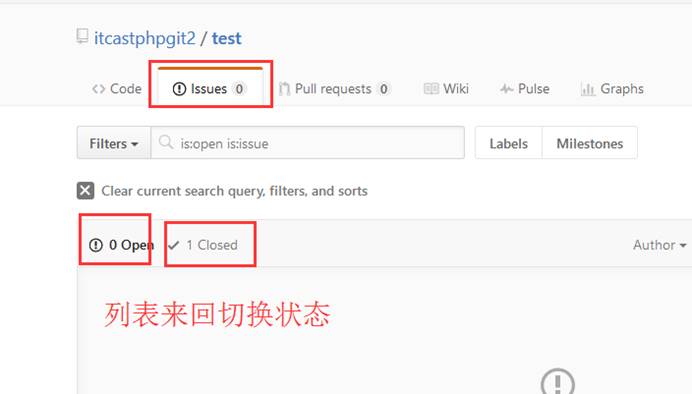 itcastphpgit2 / test
Code Issues 0 Pull requests 0 Wiki Pulse Graphs
Filters is:open is:issue Labels Milestones
Clear current search query, filters, and sorts
0 Open 1 Closed Author
列表来回切换状态